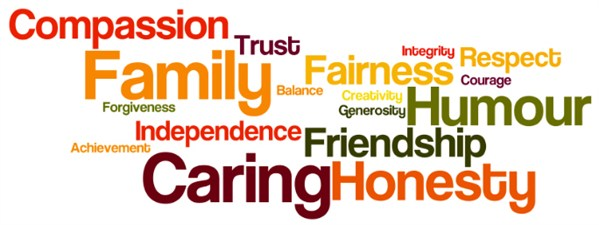 Compassion
Trust
Integrity
Respect
Family
Fairness
Courage
Balance
Creativity
Forgiveness
Generosity
Humour
Independence
Friendship
Achievement
Caring
Honesty